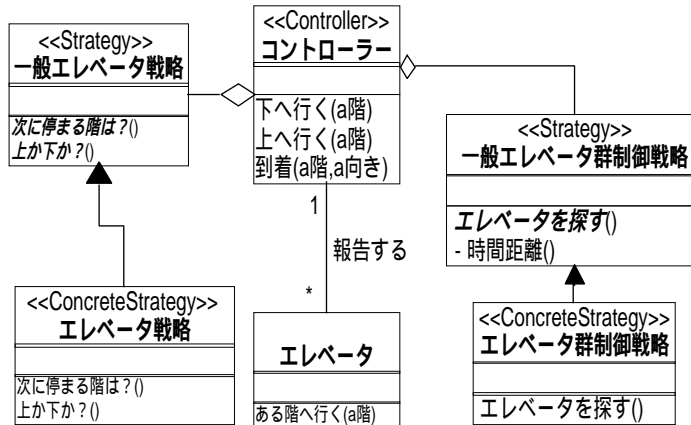 <<Strategy>>
一般エレベータ戦略
次に停まる階は？()
上か下か？()
<<Controller>>
コントローラー
下へ行く(a階)
上へ行く(a階)
到着(a階,a向き)
<<Strategy>>
一般エレベータ群制御戦略
エレベータを探す()
- 時間距離()
1
報告する
*
<<ConcreteStrategy>>
エレベータ戦略
次に停まる階は？()
上か下か？()
エレベータ
ある階へ行く(a階)
<<ConcreteStrategy>>
エレベータ群制御戦略
エレベータを探す()